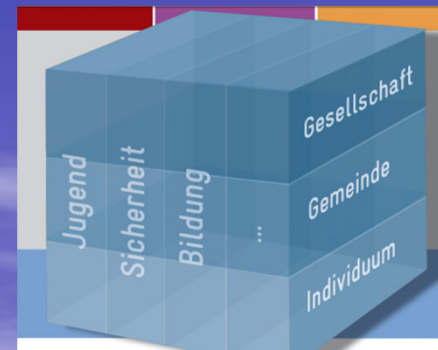 Jugend
Sicherheit
Bildung
...
Gesellschaft
Gemeinde
Individuum